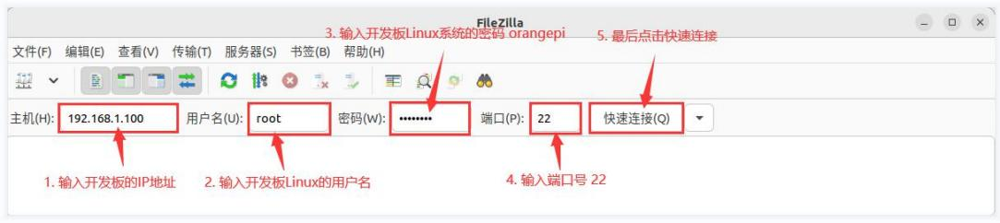 FileZilla
3. 输入开发板Linux系统的密码 orangepi
5. 最后点击快速连接
文件(F) 编辑(E) 查看(V) 传输(T) 服务器(S) 书签(B) 帮助(H)
主机(H): 192.168.1.100 用户名(U): root 密码(W): •••••••• 端口(P): 22 快速连接(Q)
1. 输入开发板的IP地址
2. 输入开发板Linux的用户名
4. 输入端口号 22